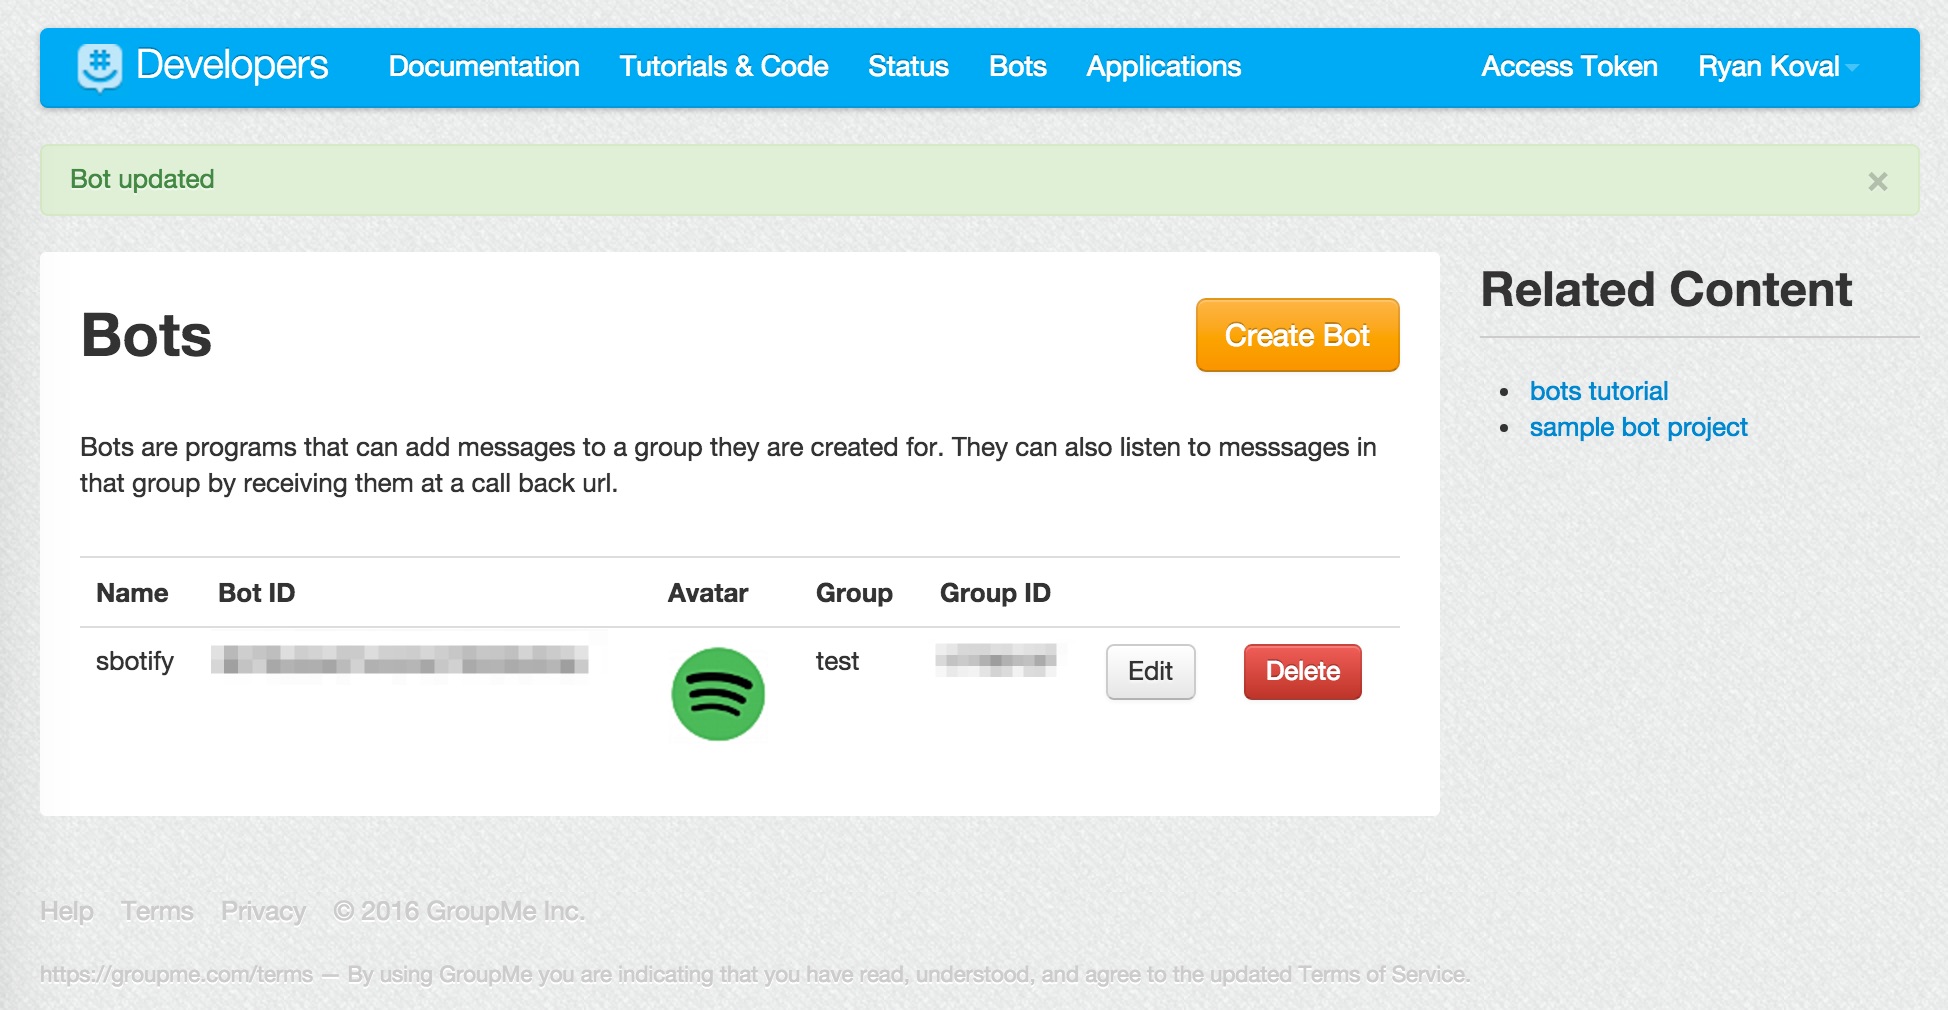 Developers Documentation Tutorials & Code Status Bots Applications Access Token Ryan Koval
Bot updated ×
Bots
Create Bot
Bots are programs that can add messages to a group they are created for. They can also listen to messsages in
that group by receiving them at a call back url.
Name Bot ID Avatar Group Group ID
sbotify test Edit Delete
Related Content
bots tutorial
sample bot project
Help Terms Privacy © 2016 GroupMe Inc.
https://groupme.com/terms — By using GroupMe you are indicating that you have read, understood, and agree to the updated Terms of Service.